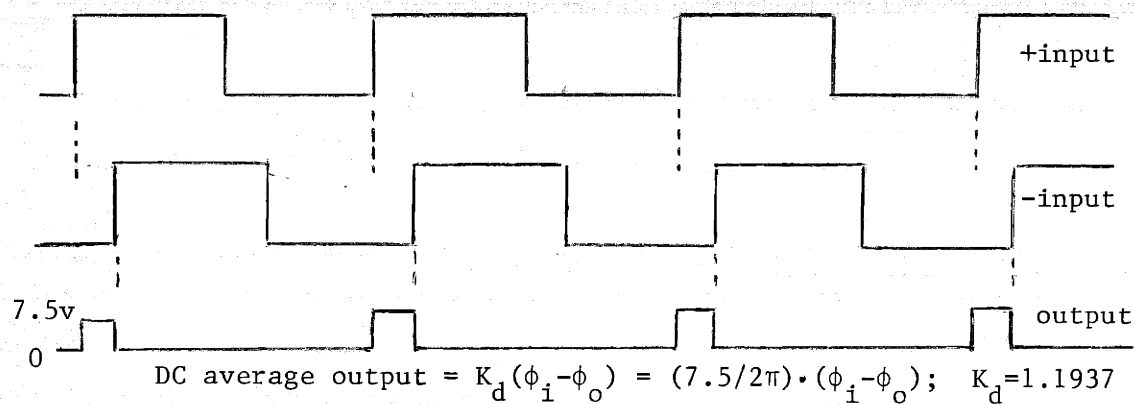 +input
-input
7.5v
output
0
DC average output = K_d(ϕ_i-ϕ_o) = (7.5/2π)·(ϕ_i-ϕ_o); K_d=1.1937